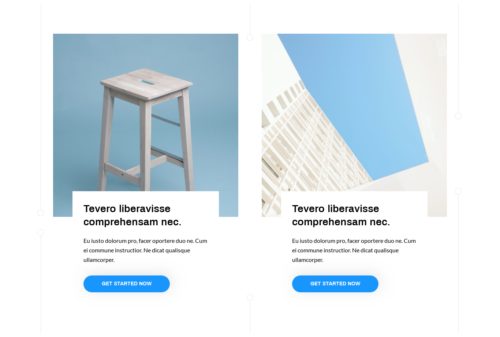 Tevero liberavisse
comprehensam nec.
Eu iusto dolorum pro, facer oportere duo ne. Cum
ei commune instructior. Ne dicat qualisque
ullamcorper.
GET STARTED NOW
Tevero liberavisse
comprehensam nec.
Eu iusto dolorum pro, facer oportere duo ne. Cum
ei commune instructior. Ne dicat qualisque
ullamcorper.
GET STARTED NOW